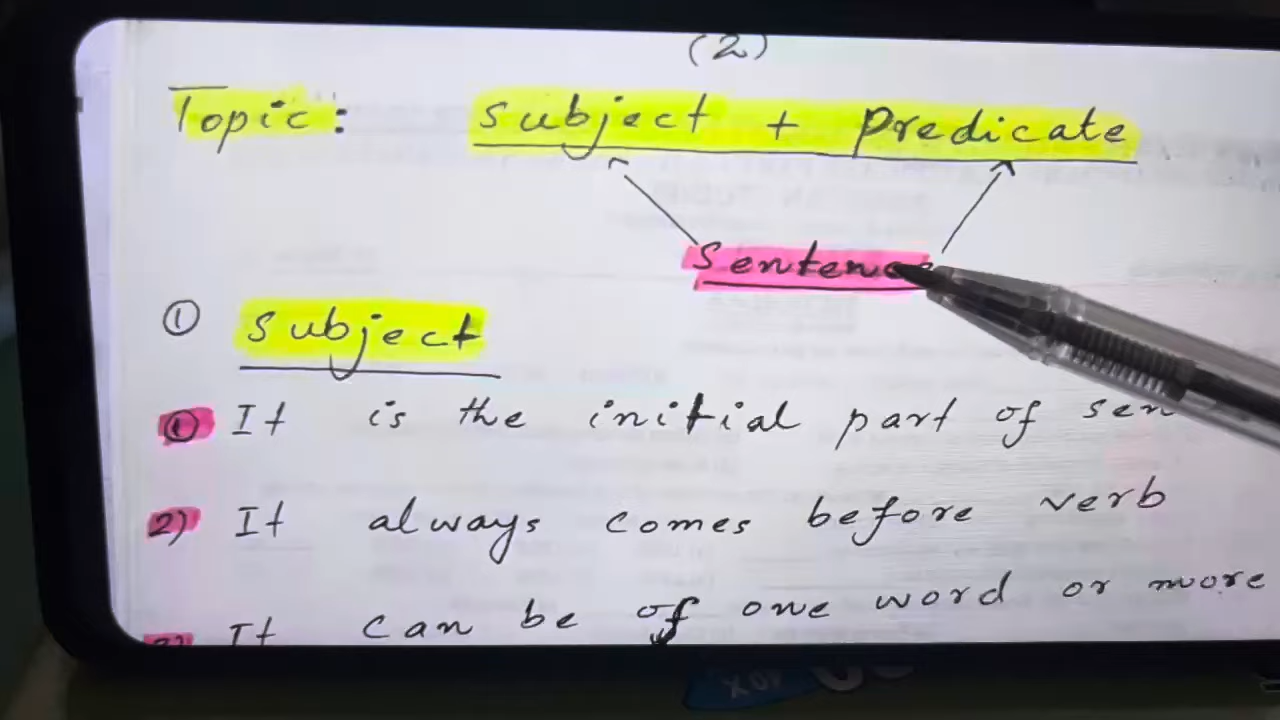 (2)
Topic: Subject + Predicate
Sentence
① Subject
① It is the initial part of sen
2) It always comes before verb
3) It can be of one word or more